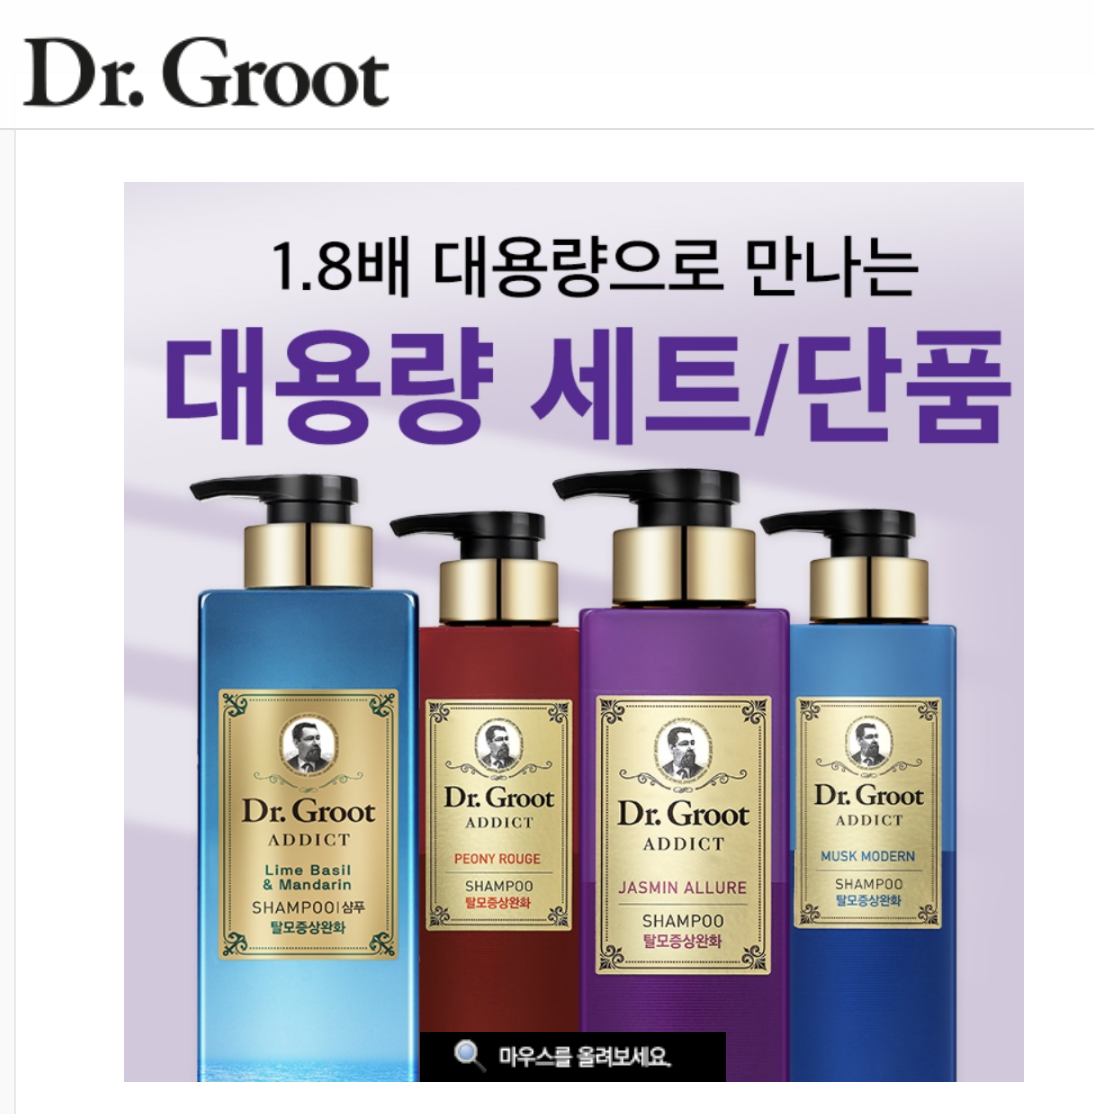 Dr. Groot
1.8배 대용량으로 만나는
대용량 세트/단품
Dr. Groot
ADDICT
Lime Basil
& Mandarin
SHAMPOO|샴푸
탈모증상완화
Dr. Groot
ADDICT
PEONY ROUGE
SHAMPOO
탈모증상완화
Dr. Groot
ADDICT
JASMIN ALLURE
SHAMPOO
탈모증상완화
Dr. Groot
ADDICT
MUSK MODERN
SHAMPOO
탈모증상완화
마우스를 올려보세요.